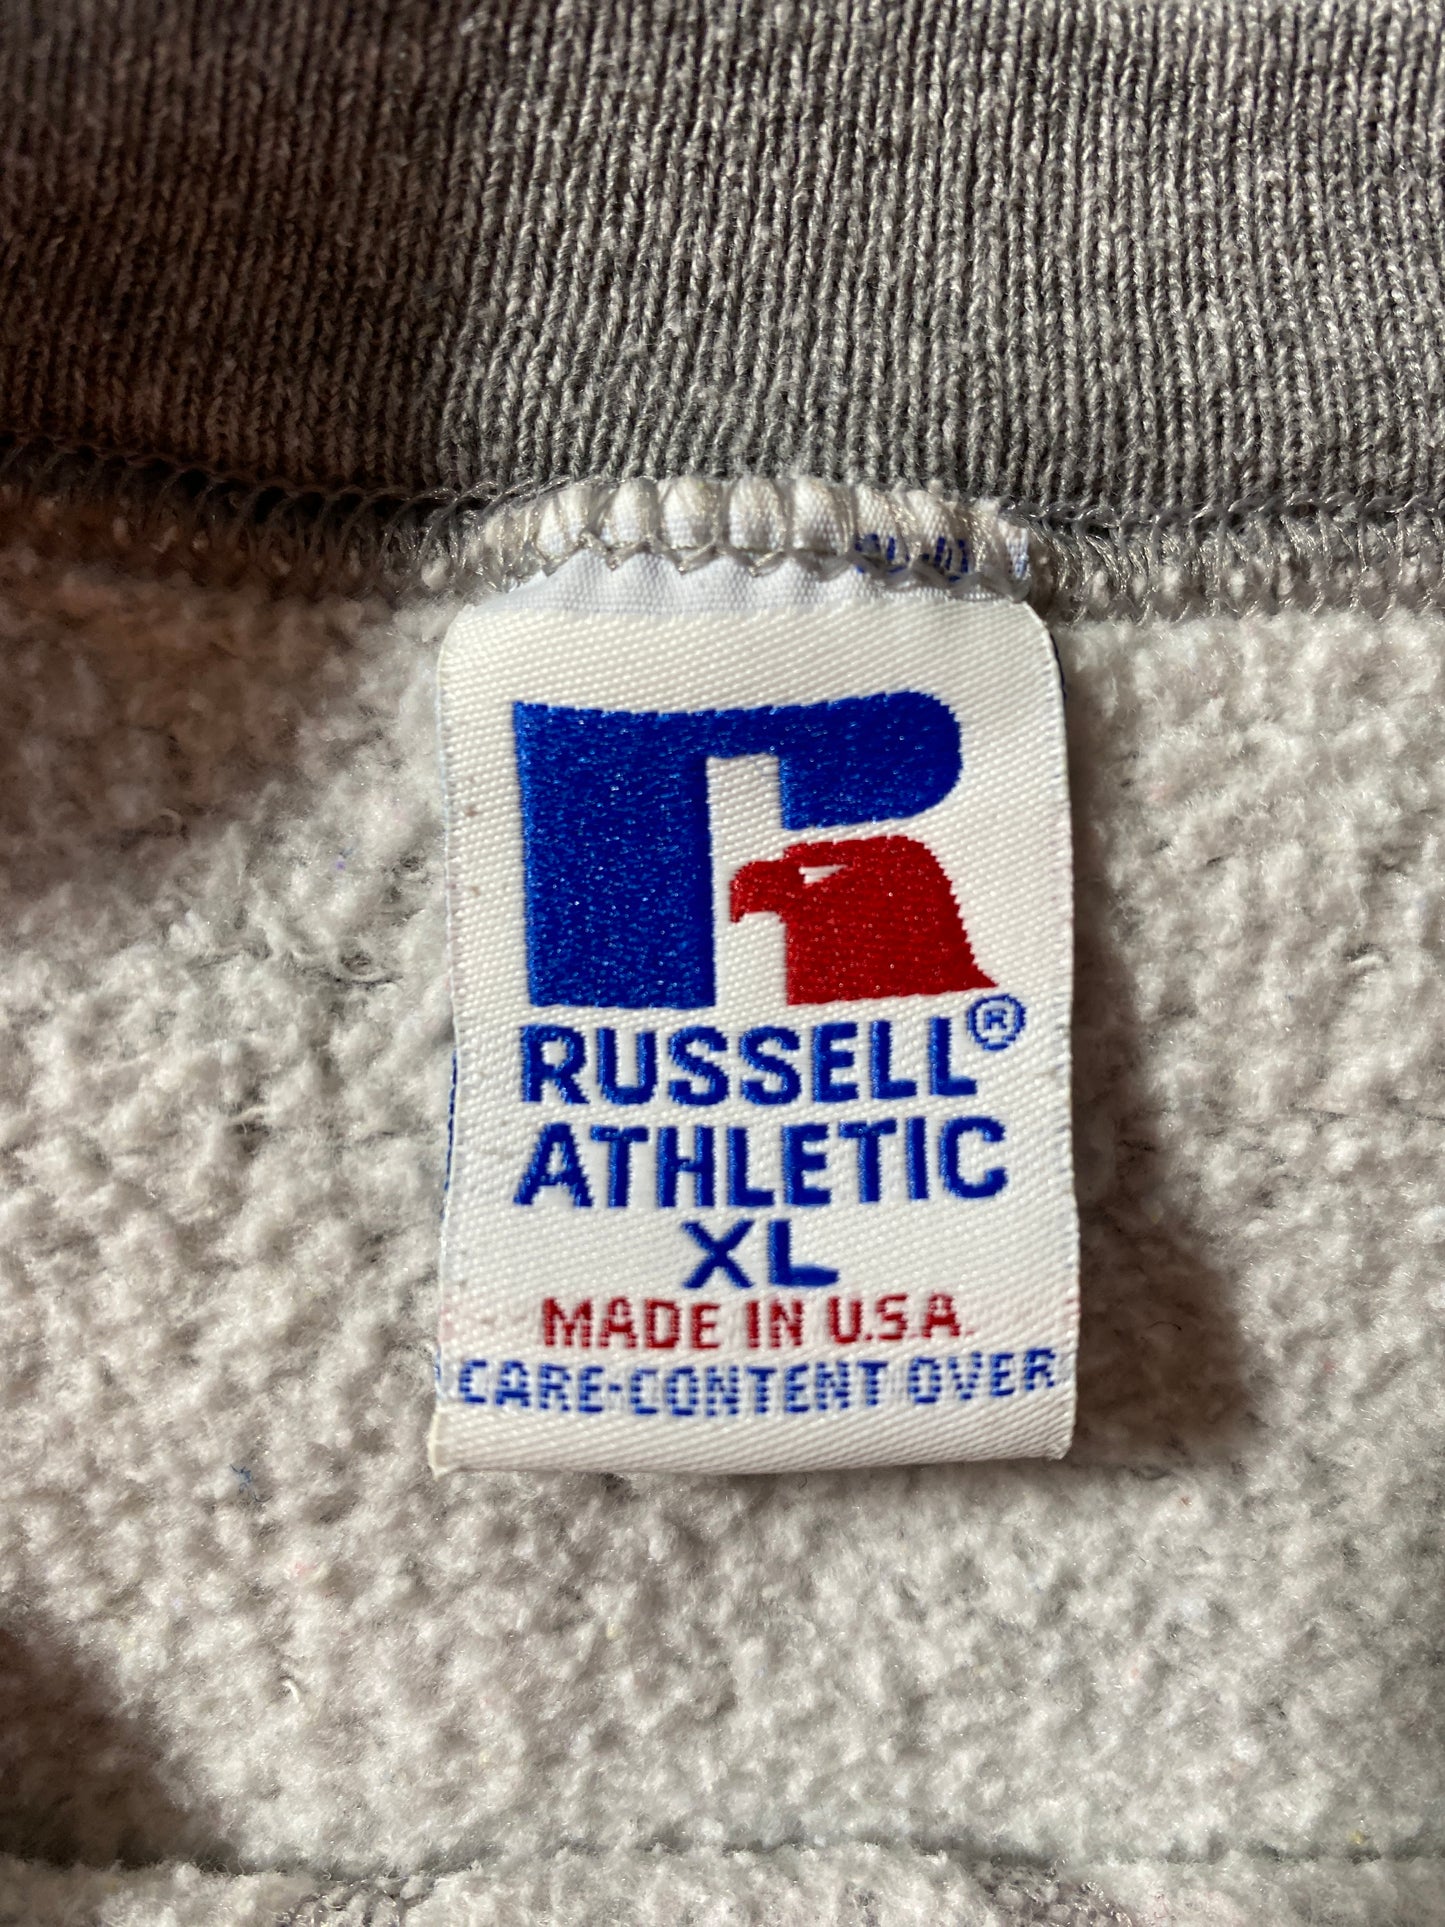 RUSSELL®
ATHLETIC
XL
MADE IN U.S.A.
CARE-CONTENT OVER